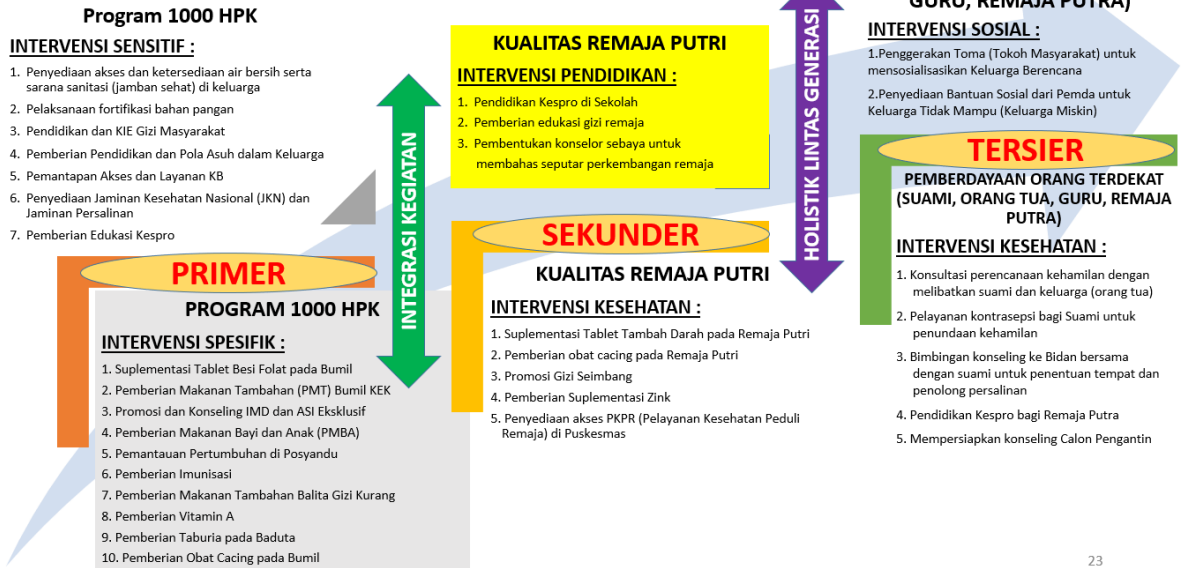 Program 1000 HPK
INTERVENSI SENSITIF :
1. Penyediaan akses dan ketersediaan air bersih serta
sarana sanitasi (jamban sehat) di keluarga
2. Pelaksanaan fortifikasi bahan pangan
3. Pendidikan dan KIE Gizi Masyarakat
4. Pemberian Pendidikan dan Pola Asuh dalam Keluarga
5. Pemantapan Akses dan Layanan KB
6. Penyediaan Jaminan Kesehatan Nasional (JKN) dan
Jaminan Persalinan
7. Pemberian Edukasi Kespro
PRIMER
PROGRAM 1000 HPK
INTERVENSI SPESIFIK :
1. Suplementasi Tablet Besi Folat pada Bumil
2. Pemberian Makanan Tambahan (PMT) Bumil KEK
3. Promosi dan Konseling IMD dan ASI Eksklusif
4. Pemberian Makanan Bayi dan Anak (PMBA)
5. Pemantauan Pertumbuhan di Posyandu
6. Pemberian Imunisasi
7. Pemberian Makanan Tambahan Balita Gizi Kurang
8. Pemberian Vitamin A
9. Pemberian Taburia pada Baduta
10. Pemberian Obat Cacing pada Bumil
INTEGRASI KEGIATAN
KUALITAS REMAJA PUTRI
INTERVENSI PENDIDIKAN :
1. Pendidikan Kespro di Sekolah
2. Pemberian edukasi gizi remaja
3. Pembentukan konselor sebaya untuk
membahas seputar perkembangan remaja
SEKUNDER
KUALITAS REMAJA PUTRI
INTERVENSI KESEHATAN :
1. Suplementasi Tablet Tambah Darah pada Remaja Putri
2. Pemberian obat cacing pada Remaja Putri
3. Promosi Gizi Seimbang
4. Pemberian Suplementasi Zink
5. Penyediaan akses PKPR (Pelayanan Kesehatan Peduli
Remaja) di Puskesmas
HOLISTIK LINTAS GENERASI
GURU, REMAJA PUTRA)
INTERVENSI SOSIAL :
1.Penggerakan Toma (Tokoh Masyarakat) untuk
mensosialisasikan Keluarga Berencana
2.Penyediaan Bantuan Sosial dari Pemda untuk
Keluarga Tidak Mampu (Keluarga Miskin)
TERSIER
PEMBERDAYAAN ORANG TERDEKAT
(SUAMI, ORANG TUA, GURU, REMAJA
PUTRA)
INTERVENSI KESEHATAN :
1. Konsultasi perencanaan kehamilan dengan
melibatkan suami dan keluarga (orang tua)
2. Pelayanan kontrasepsi bagi Suami untuk
penundaan kehamilan
3. Bimbingan konseling ke Bidan bersama
dengan suami untuk penentuan tempat dan
penolong persalinan
4. Pendidikan Kespro bagi Remaja Putra
5. Mempersiapkan konseling Calon Pengantin
23